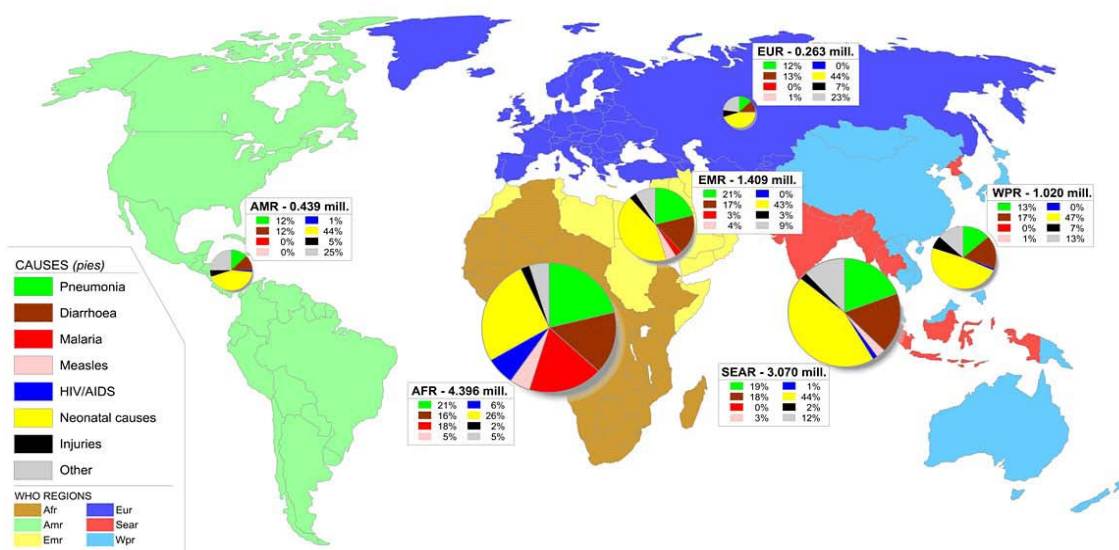 EUR - 0.263 mill.
12% 0%
13% 44%
0% 7%
1% 23%
EMR - 1.409 mill.
21% 0%
17% 43%
3% 3%
4% 9%
WPR - 1.020 mill.
13% 0%
17% 47%
0% 7%
1% 13%
AMR - 0.439 mill.
12% 1%
12% 44%
0% 5%
0% 25%
AFR - 4.396 mill.
21% 6%
16% 26%
18% 2%
5% 5%
SEAR - 3.070 mill.
19% 1%
18% 44%
0% 2%
3% 12%
CAUSES (pies)
Pneumonia
Diarrhoea
Malaria
Measles
HIV/AIDS
Neonatal causes
Injuries
Other
WHO REGIONS
Afr Eur
Amr Sear
Emr Wpr